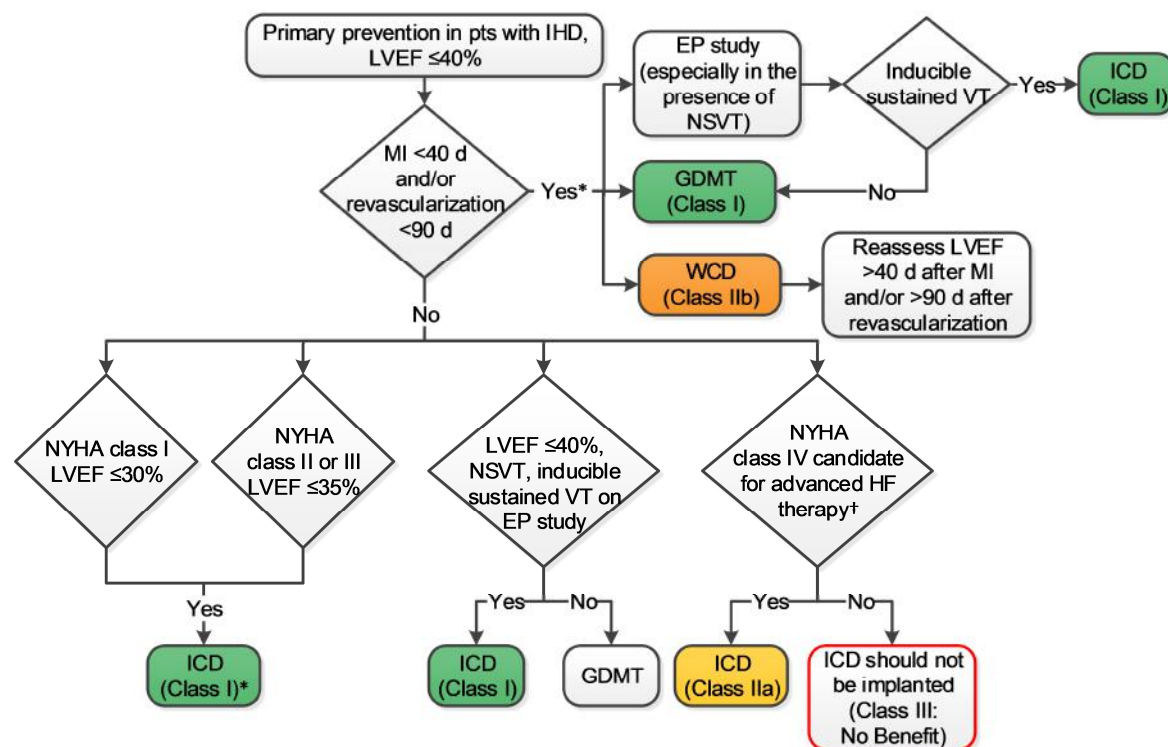 Primary prevention in pts with IHD,
LVEF ≤40%
EP study
(especially in the
presence of
NSVT)
Inducible
sustained VT
Yes
ICD
(Class I)
MI <40 d
and/or
revascularization
<90 d
Yes*
GDMT
(Class I)
No
WCD
(Class IIb)
Reassess LVEF
>40 d after MI
and/or >90 d after
revascularization
No
NYHA class I
LVEF ≤30%
NYHA
class II or III
LVEF ≤35%
LVEF ≤40%,
NSVT, inducible
sustained VT on
EP study
NYHA
class IV candidate
for advanced HF
therapy†
Yes
Yes
No
Yes
No
ICD
(Class I)*
ICD
(Class I)
GDMT
ICD
(Class IIa)
ICD should not
be implanted
(Class III:
No Benefit)